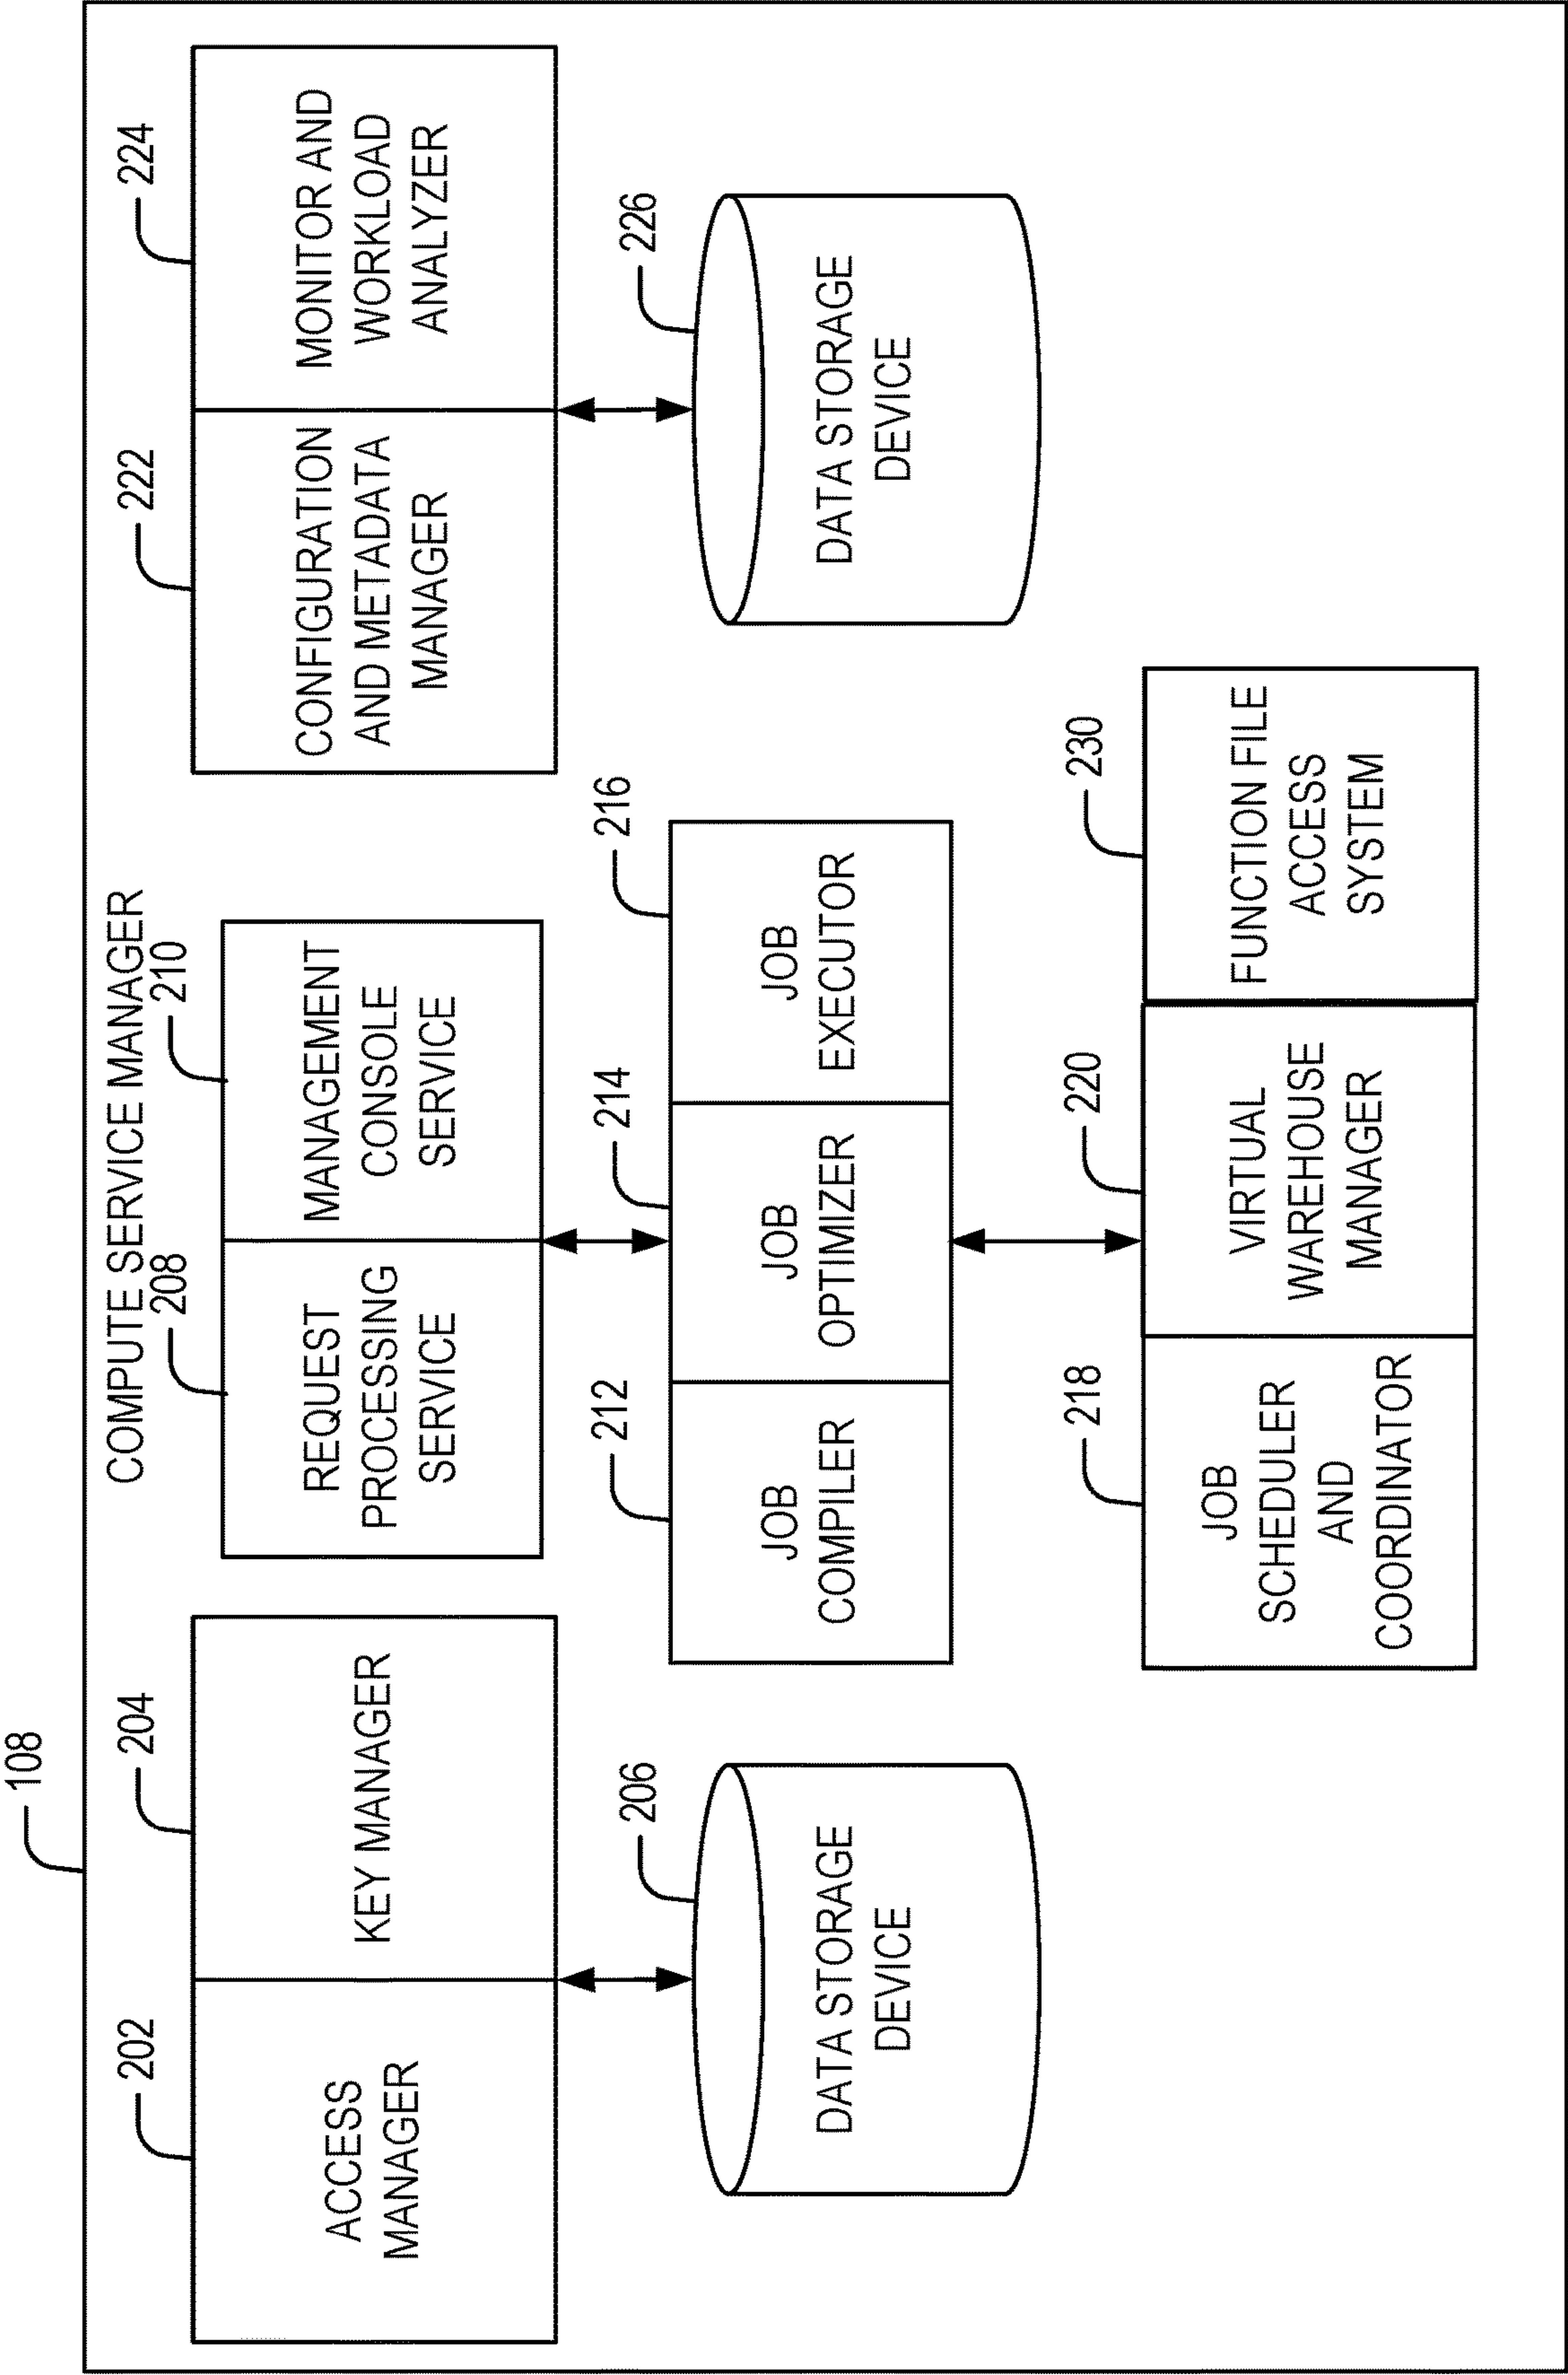 108
COMPUTE SERVICE MANAGER
202
204
ACCESS
MANAGER
KEY MANAGER
206
DATA STORAGE
DEVICE
208
210
REQUEST
PROCESSING
SERVICE
MANAGEMENT
CONSOLE
SERVICE
212
214
216
JOB
COMPILER
JOB
OPTIMIZER
JOB
EXECUTOR
218
220
230
JOB
SCHEDULER
AND
COORDINATOR
VIRTUAL
WAREHOUSE
MANAGER
FUNCTION FILE
ACCESS
SYSTEM
222
224
CONFIGURATION
AND METADATA
MANAGER
MONITOR AND
WORKLOAD
ANALYZER
226
DATA STORAGE
DEVICE